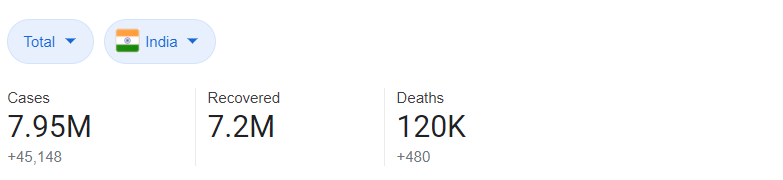 Total India
Cases Recovered Deaths
7.95M 7.2M 120K
+45,148 +480